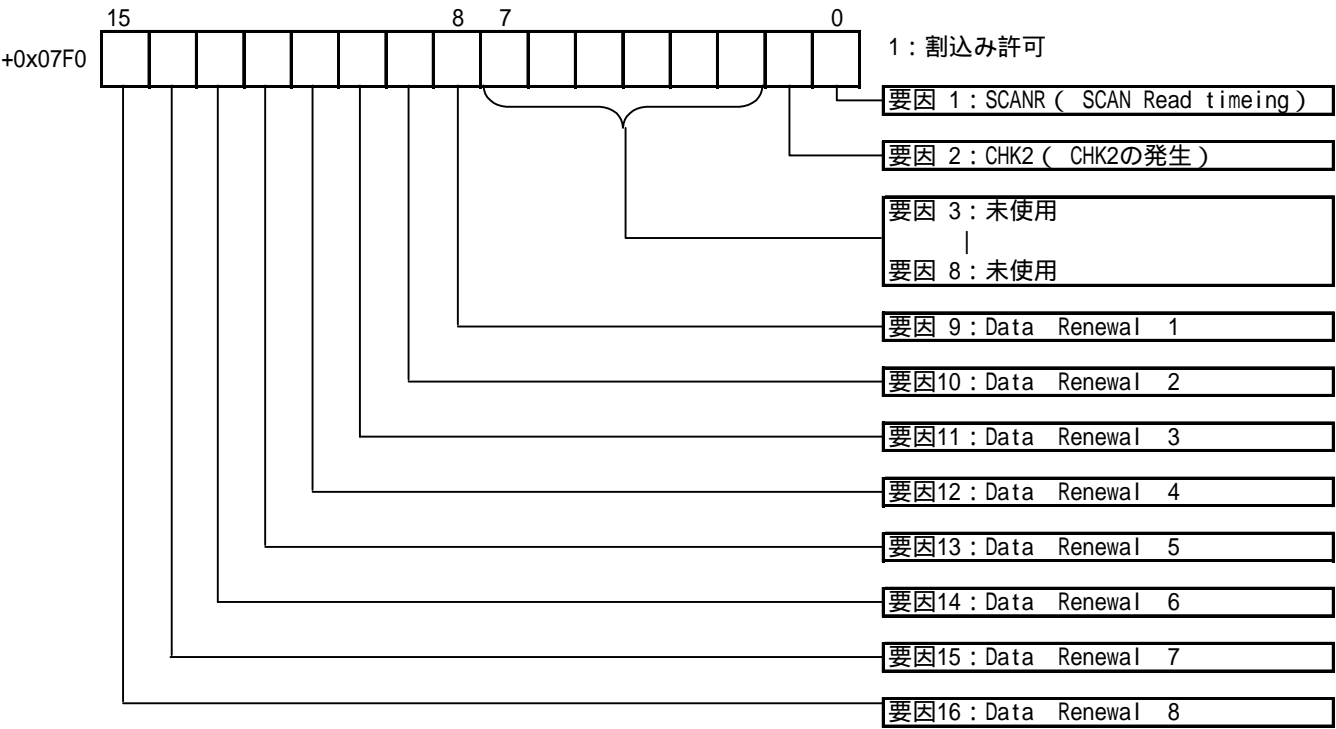 15 8 7 0
+0x07F0
1：割込み許可
要因 1：SCANR（ SCAN Read timeing）
要因 2：CHK2（ CHK2の発生）
要因 3：未使用
|
要因 8：未使用
要因 9：Data Renewal 1
要因10：Data Renewal 2
要因11：Data Renewal 3
要因12：Data Renewal 4
要因13：Data Renewal 5
要因14：Data Renewal 6
要因15：Data Renewal 7
要因16：Data Renewal 8